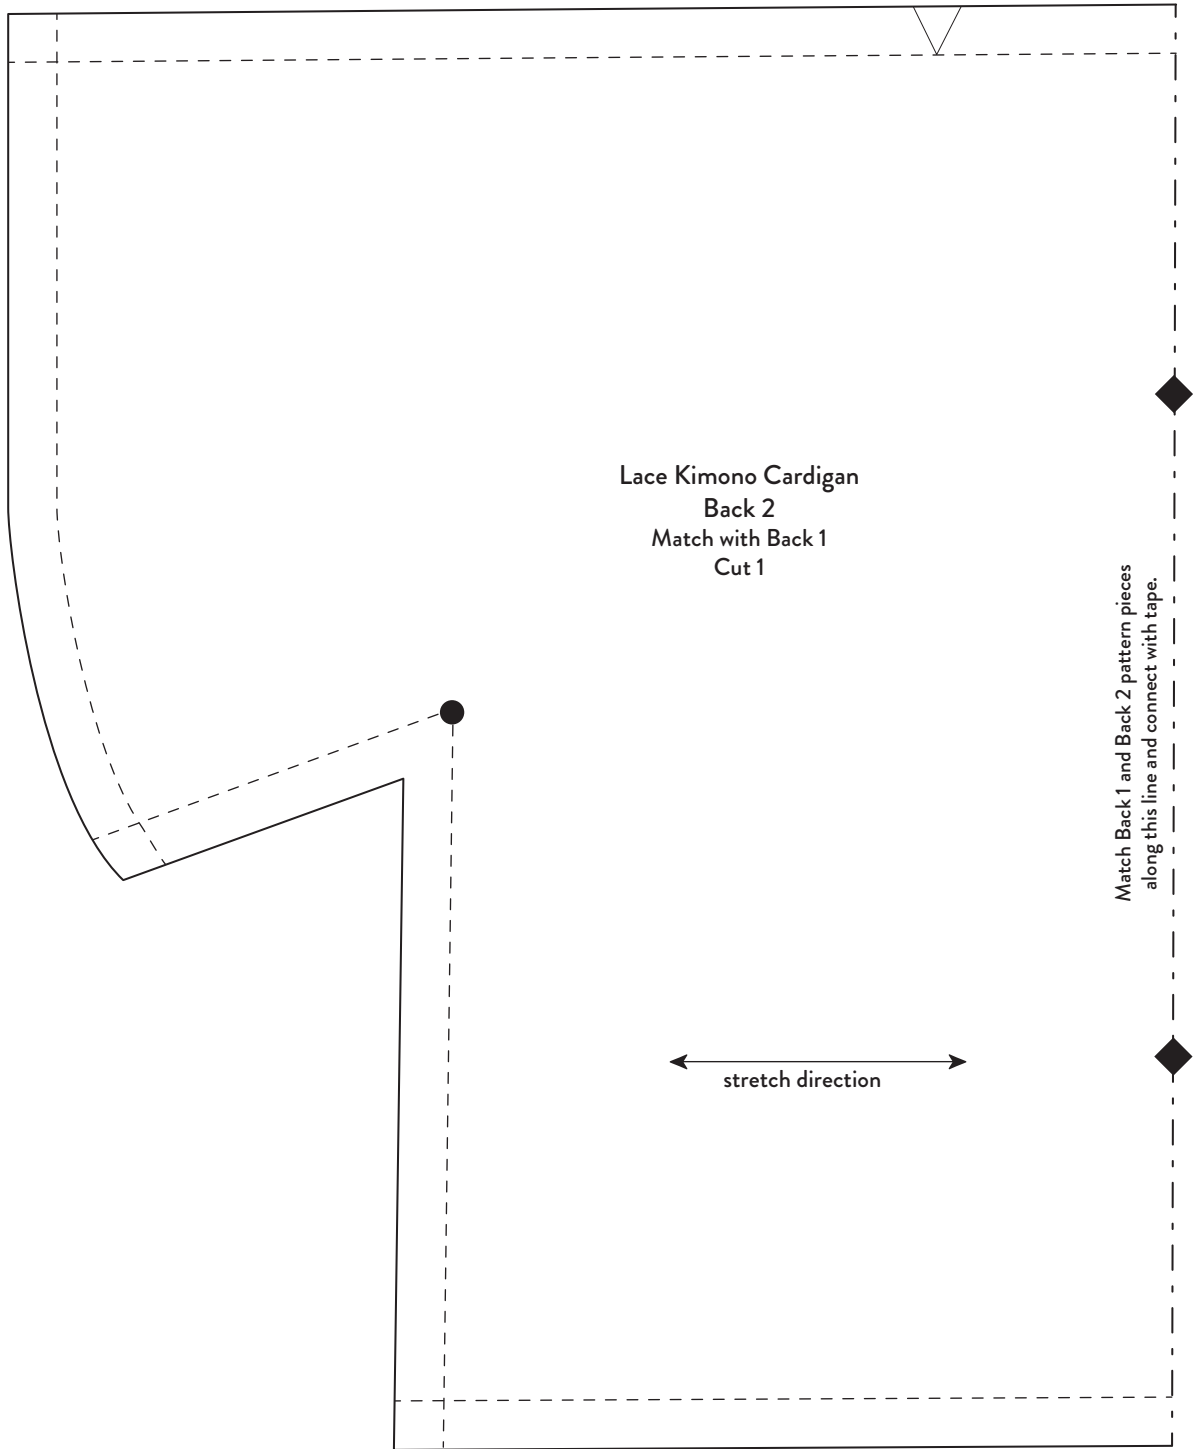 Lace Kimono Cardigan
Back 2
Match with Back 1
Cut 1
Match Back 1 and Back 2 pattern pieces
along this line and connect with tape.
stretch direction